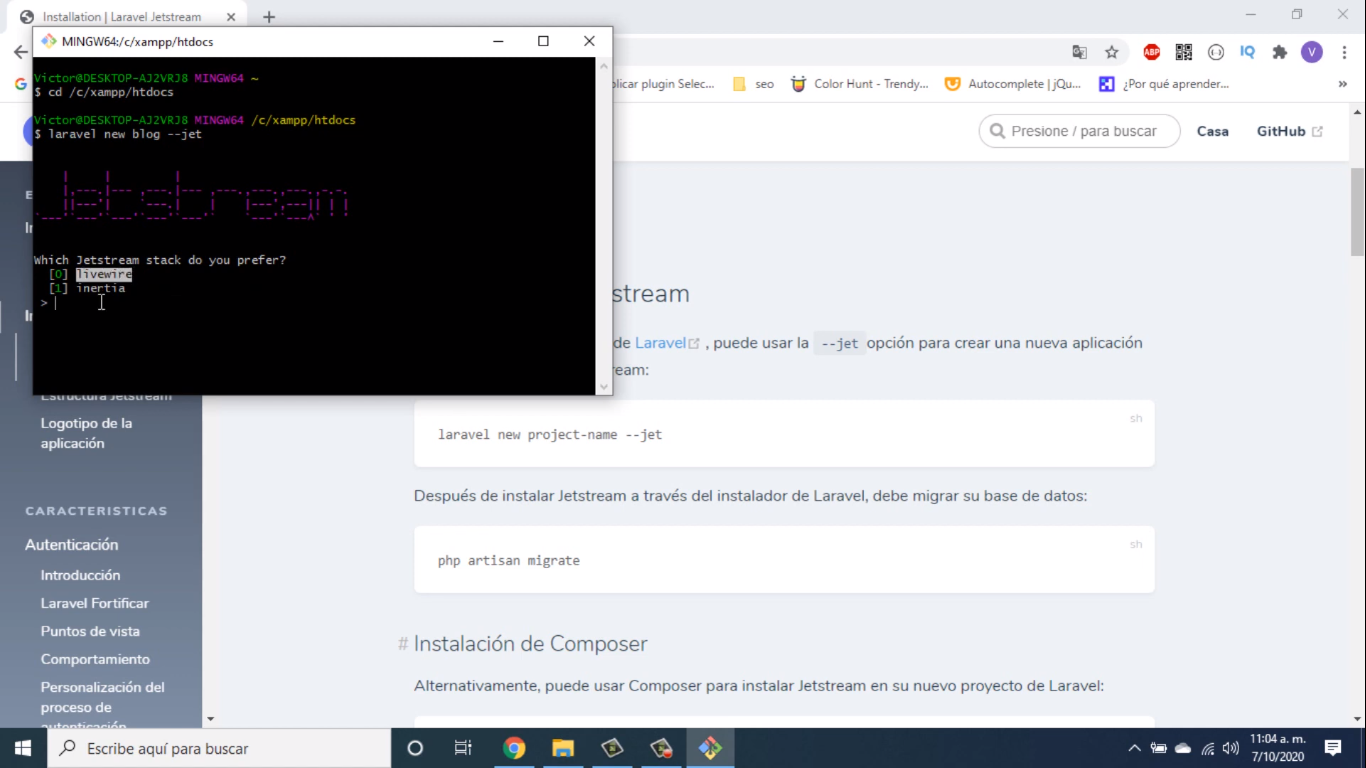 Installation | Laravel Jetstream
MINGW64:/c/xampp/htdocs
Victor@DESKTOP-AJ2VRJ8 MINGW64 ~
$ cd /c/xampp/htdocs
Victor@DESKTOP-AJ2VRJ8 MINGW64 /c/xampp/htdocs
$ laravel new blog --jet
Jetstream
Which Jetstream stack do you prefer?
[0] livewire
[1] inertia
>
ABP
IQ
V
plicar plugin Selec...
seo
Color Hunt - Trendy...
Autocomplete | jQu...
¿Por qué aprender...
»
Presione / para buscar
Casa
GitHub
stream
de Laravel , puede usar la --jet opción para crear una nueva aplicación
eam:
sh
laravel new project-name --jet
Después de instalar Jetstream a través del instalador de Laravel, debe migrar su base de datos:
sh
php artisan migrate
# Instalación de Composer
Alternativamente, puede usar Composer para instalar Jetstream en su nuevo proyecto de Laravel:
Estructura Jetstream
Logotipo de la
aplicación
CARACTERISTICAS
Autenticación
Introducción
Laravel Fortificar
Puntos de vista
Comportamiento
Personalización del
proceso de
autenticación
Escribe aquí para buscar
11:04 a. m.
7/10/2020